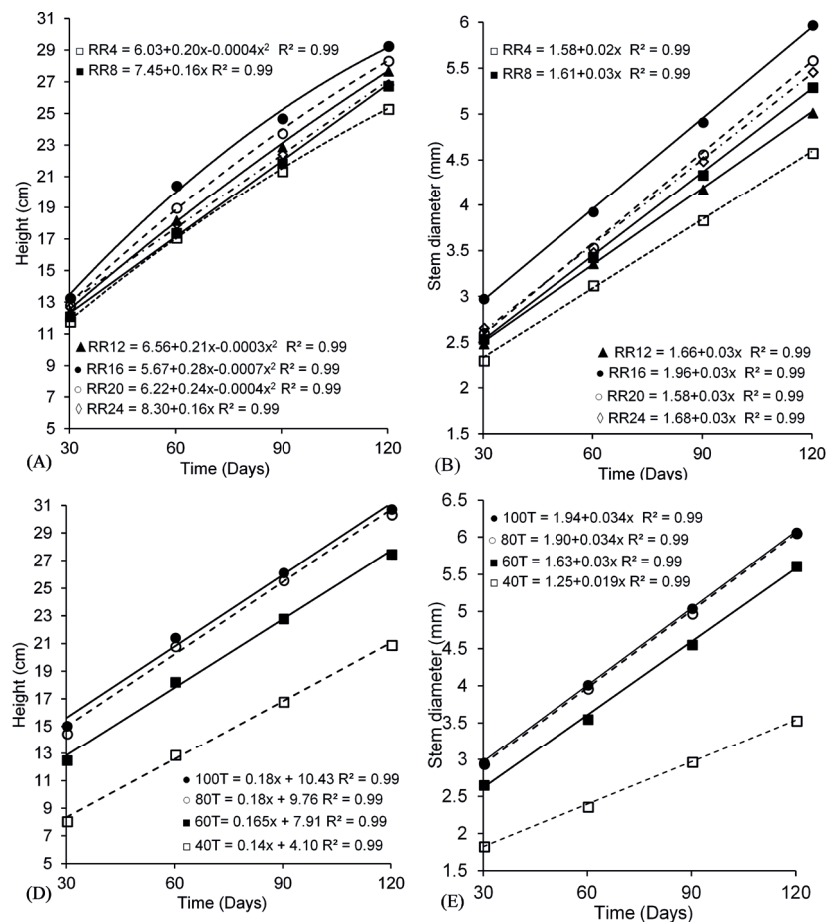 31
29
27
25
23
21
19
17
15
13
11
9
7
5
Height (cm)
RR4 = 6.03+0.20x-0.0004x² R² = 0.99
RR8 = 7.45+0.16x R² = 0.99
RR12 = 6.56+0.21x-0.0003x² R² = 0.99
RR16 = 5.67+0.28x-0.0007x² R² = 0.99
RR20 = 6.22+0.24x-0.0004x² R² = 0.99
RR24 = 8.30+0.16x R² = 0.99
30 60 90 120
(A) Time (Days)
6
5.5
5
4.5
4
3.5
3
2.5
2
1.5
Stem diameter (mm)
RR4 = 1.58+0.02x R² = 0.99
RR8 = 1.61+0.03x R² = 0.99
RR12 = 1.66+0.03x R² = 0.99
RR16 = 1.96+0.03x R² = 0.99
RR20 = 1.58+0.03x R² = 0.99
RR24 = 1.68+0.03x R² = 0.99
30 60 90 120
(B) Time (Days)
31
29
27
25
23
21
19
17
15
13
11
9
7
5
Height (cm)
100T = 0.18x + 10.43 R² = 0.99
80T = 0.18x + 9.76 R² = 0.99
60T = 0.165x + 7.91 R² = 0.99
40T = 0.14x + 4.10 R² = 0.99
30 60 90 120
(D) Time (Days)
6.5
6
5.5
5
4.5
4
3.5
3
2.5
2
1.5
Stem diameter (mm)
100T = 1.94+0.034x R² = 0.99
80T = 1.90+0.034x R² = 0.99
60T = 1.63+0.03x R² = 0.99
40T = 1.25+0.019x R² = 0.99
30 60 90 120
(E) Time (Days)